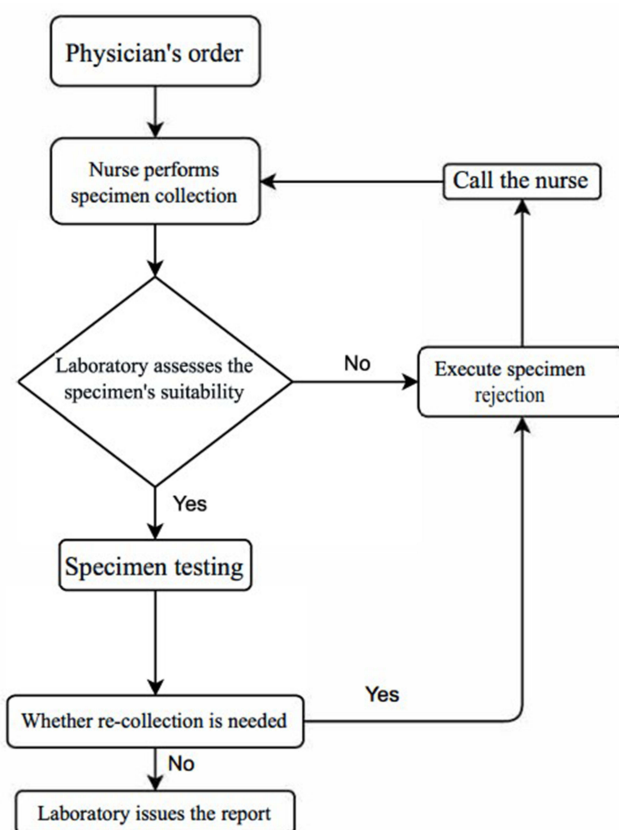 Physician's order
Nurse performs
specimen collection
Call the nurse
Laboratory assesses the
specimen's suitability
No
Execute specimen
rejection
Yes
Specimen testing
Whether re-collection is needed
Yes
No
Laboratory issues the report